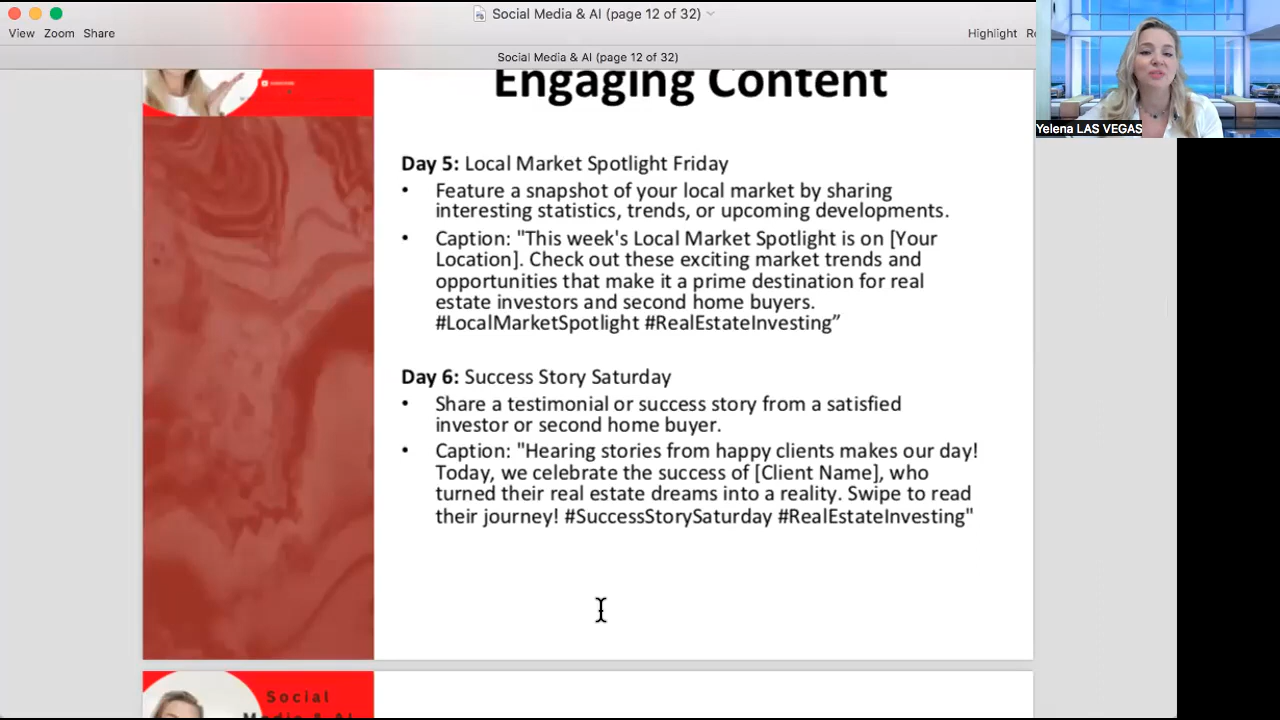 Social Media & AI (page 12 of 32)
View Zoom Share
Highlight
Social Media & AI (page 12 of 32)
Yelena LAS VEGAS
Engaging Content
Day 5: Local Market Spotlight Friday
• Feature a snapshot of your local market by sharing
interesting statistics, trends, or upcoming developments.
• Caption: "This week's Local Market Spotlight is on [Your
Location]. Check out these exciting market trends and
opportunities that make it a prime destination for real
estate investors and second home buyers.
#LocalMarketSpotlight #RealEstateInvesting”
Day 6: Success Story Saturday
• Share a testimonial or success story from a satisfied
investor or second home buyer.
• Caption: "Hearing stories from happy clients makes our day!
Today, we celebrate the success of [Client Name], who
turned their real estate dreams into a reality. Swipe to read
their journey! #SuccessStorySaturday #RealEstateInvesting"
Social
Media & AI